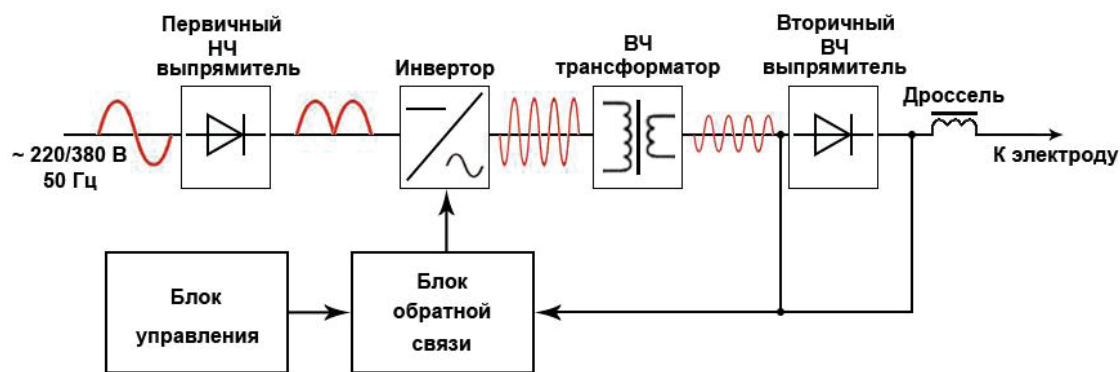 Первичный
НЧ
выпрямитель
Инвертор
ВЧ
трансформатор
Вторичный
ВЧ
выпрямитель
Дроссель
~ 220/380 В
50 Гц
К электроду
Блок
управления
Блок
обратной
связи